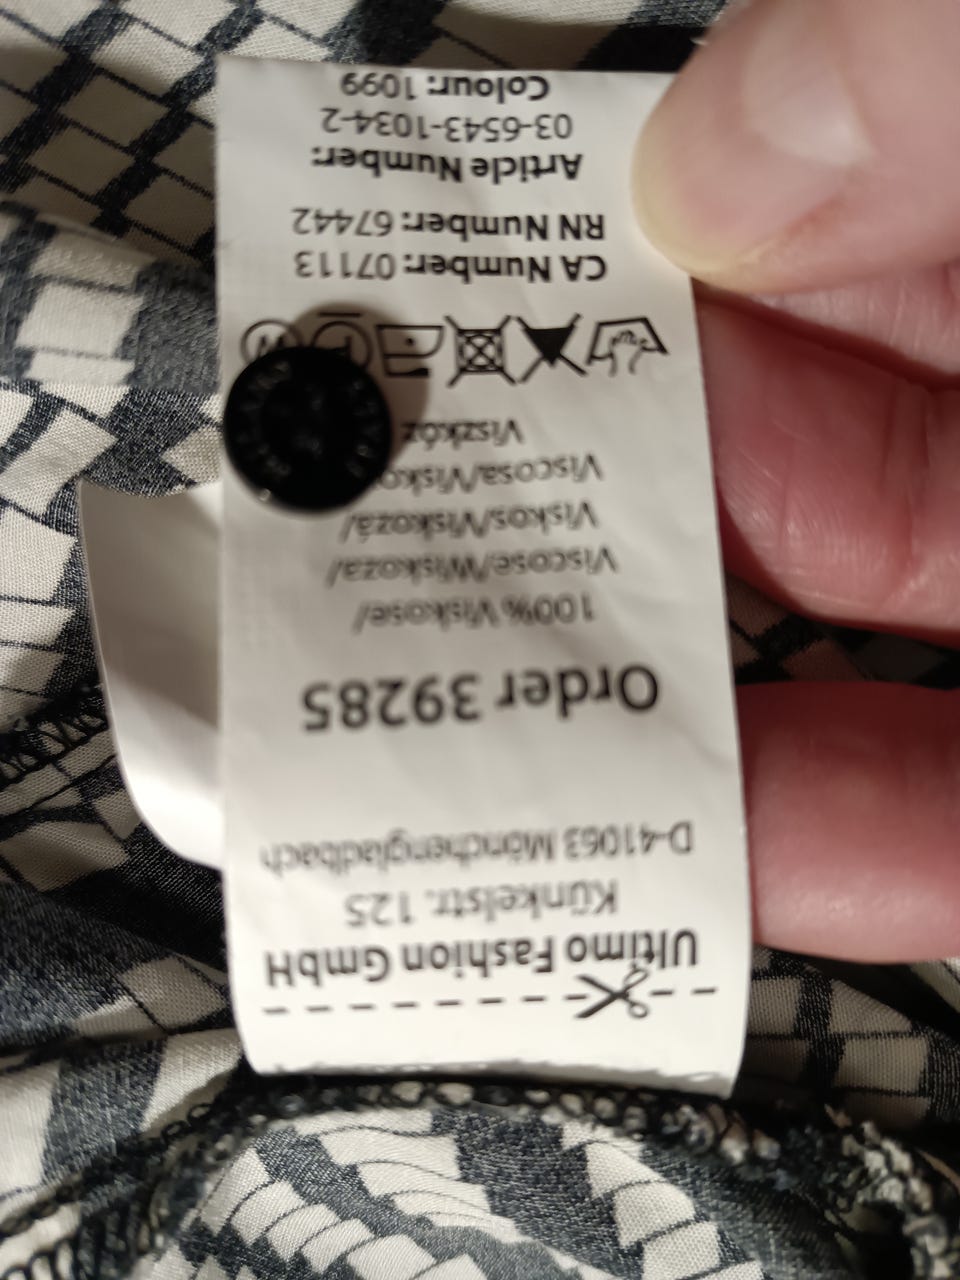 Ultimo Fashion GmbH
Künkelstr. 125
D-41063 Mönchengladbach
Order 39285
100% Viskose/
Viscose/Wiskoza/
Viskos/Viskozá/
Viscosa/Visko
Viszkóz
W
CA Number: 07113
RN Number: 67442
Article Number:
03-6543-1034-2
Colour: 1099